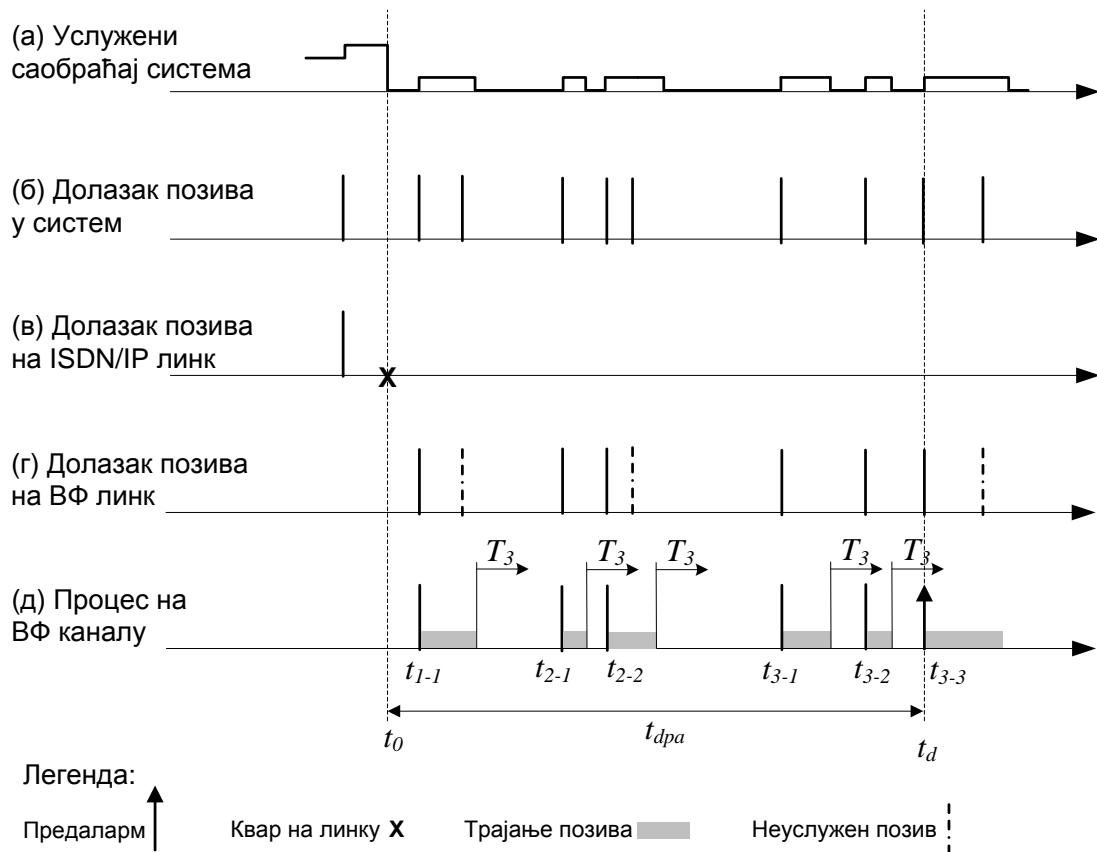 (а) Услужени
саобраћај система
(б) Долазак позива
у систем
(в) Долазак позива
на ISDN/IP линк
X
(г) Долазак позива
на ВФ линк
T3 T3 T3 T3 T3
(д) Процес на
ВФ каналу
t1-1 t2-1 t2-2 t3-1 t3-2 t3-3
t0 tdpa td
Легенда:
Предаларм Квар на линку X Трајање позива Неуслужен позив